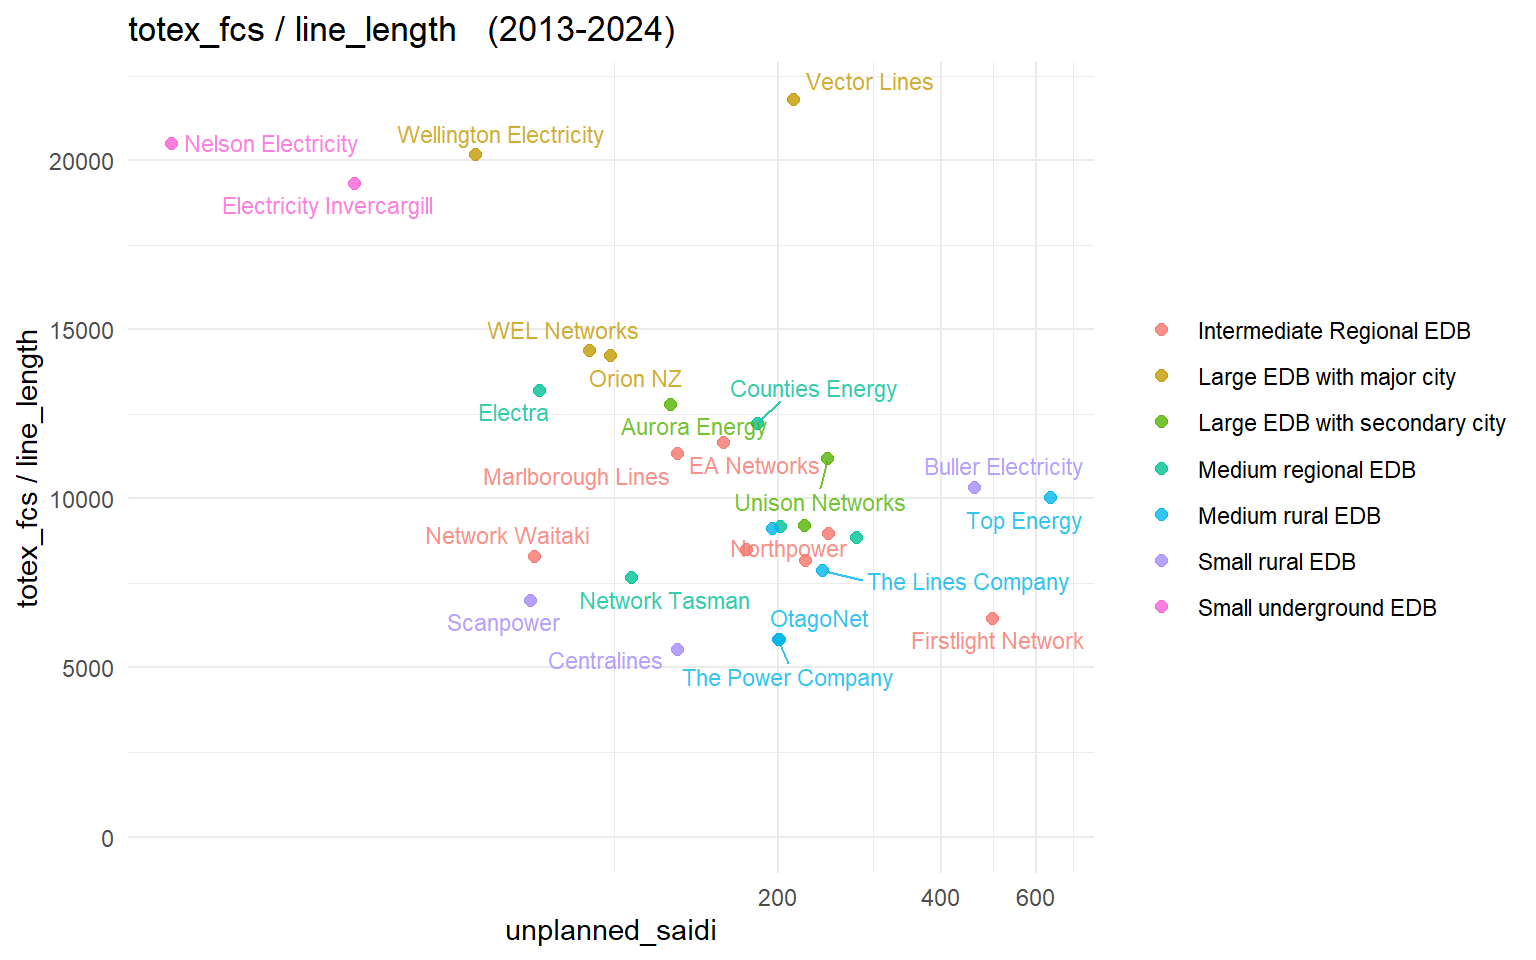 totex_fcs / line_length (2013-2024)
Vector Lines
Wellington Electricity
Nelson Electricity
20000
Electricity Invercargill
15000
WEL Networks
Orion NZ
Counties Energy
Electra
Aurora Energy
EA Networks
Marlborough Lines
Buller Electricity
10000
Unison Networks
Top Energy
Network Waitaki
Northpower
The Lines Company
Network Tasman
OtagoNet
Scanpower
Firstlight Network
Centralines
5000
The Power Company
0
200
400
600
unplanned_saidi
totex_fcs / line_length
Intermediate Regional EDB
Large EDB with major city
Large EDB with secondary city
Medium regional EDB
Medium rural EDB
Small rural EDB
Small underground EDB